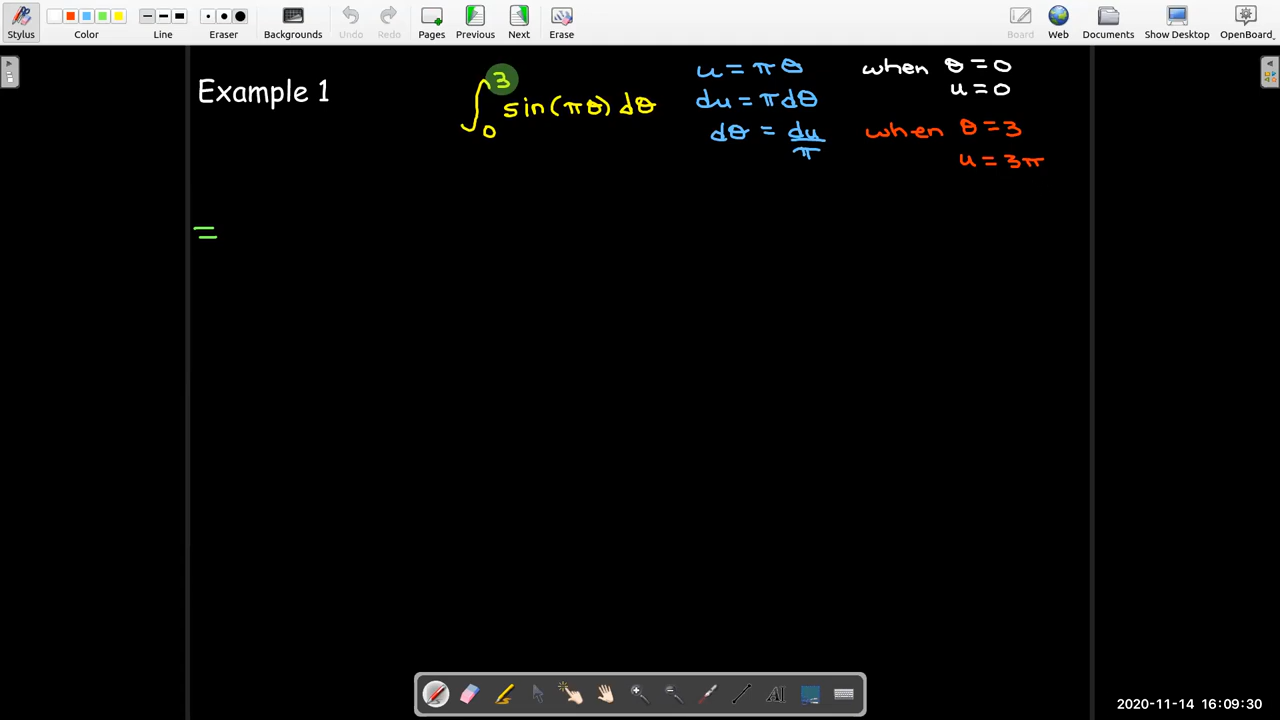 Stylus
Color
Line
Eraser
Backgrounds
Undo
Redo
Pages
Previous
Next
Erase
Board
Web
Documents
Show Desktop
OpenBoard
Example 1
∫₀³ sin(πθ) dθ
u = πθ
du = πdθ
dθ = du/π
when θ = 0
u = 0
when θ = 3
u = 3π
=
AI
2020-11-14 16:09:30